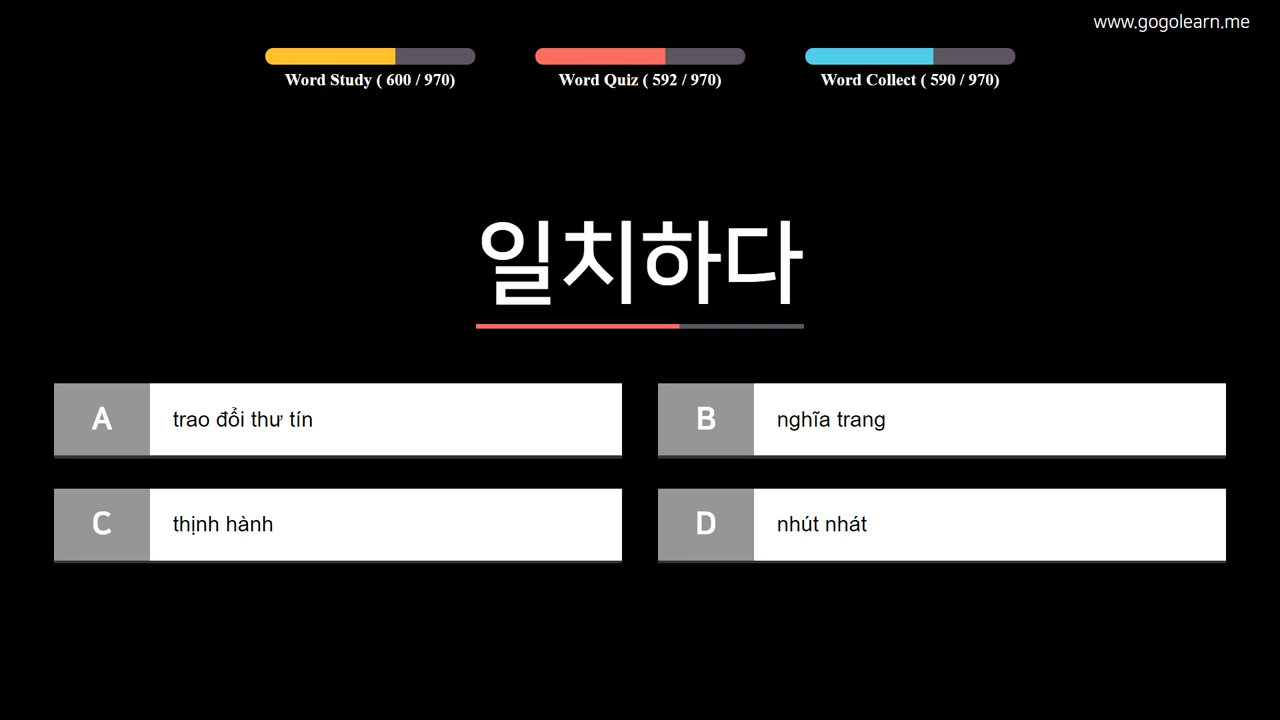 www.gogolearn.me
Word Study ( 600 / 970)
Word Quiz ( 592 / 970)
Word Collect ( 590 / 970)
일치하다
A trao đổi thư tín
B nghĩa trang
C thịnh hành
D nhút nhát